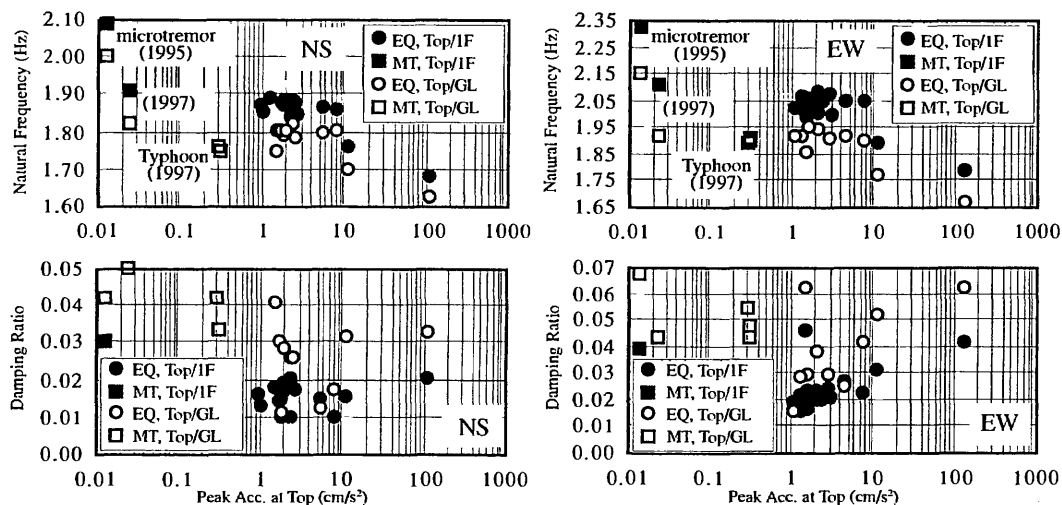 Natural Frequency (Hz)
2.10
2.00
1.90
1.80
1.70
1.60
microtremor
(1995)
(1997)
Typhoon
(1997)
NS
EQ, Top/1F
MT, Top/1F
EQ, Top/GL
MT, Top/GL
0.01 0.1 1 10 100 1000
Natural Frequency (Hz)
2.35
2.25
2.15
2.05
1.95
1.85
1.75
1.65
microtremor
(1995)
(1997)
Typhoon
(1997)
EW
EQ, Top/1F
MT, Top/1F
EQ, Top/GL
MT, Top/GL
0.01 0.1 1 10 100 1000
Damping Ratio
0.05
0.04
0.03
0.02
0.01
0.00
EQ, Top/1F
MT, Top/1F
EQ, Top/GL
MT, Top/GL
NS
0.01 0.1 1 10 100 1000
Peak Acc. at Top (cm/s²)
Damping Ratio
0.07
0.06
0.05
0.04
0.03
0.02
0.01
0.00
EQ, Top/1F
MT, Top/1F
EQ, Top/GL
MT, Top/GL
EW
0.01 0.1 1 10 100 1000
Peak Acc. at Top (cm/s²)